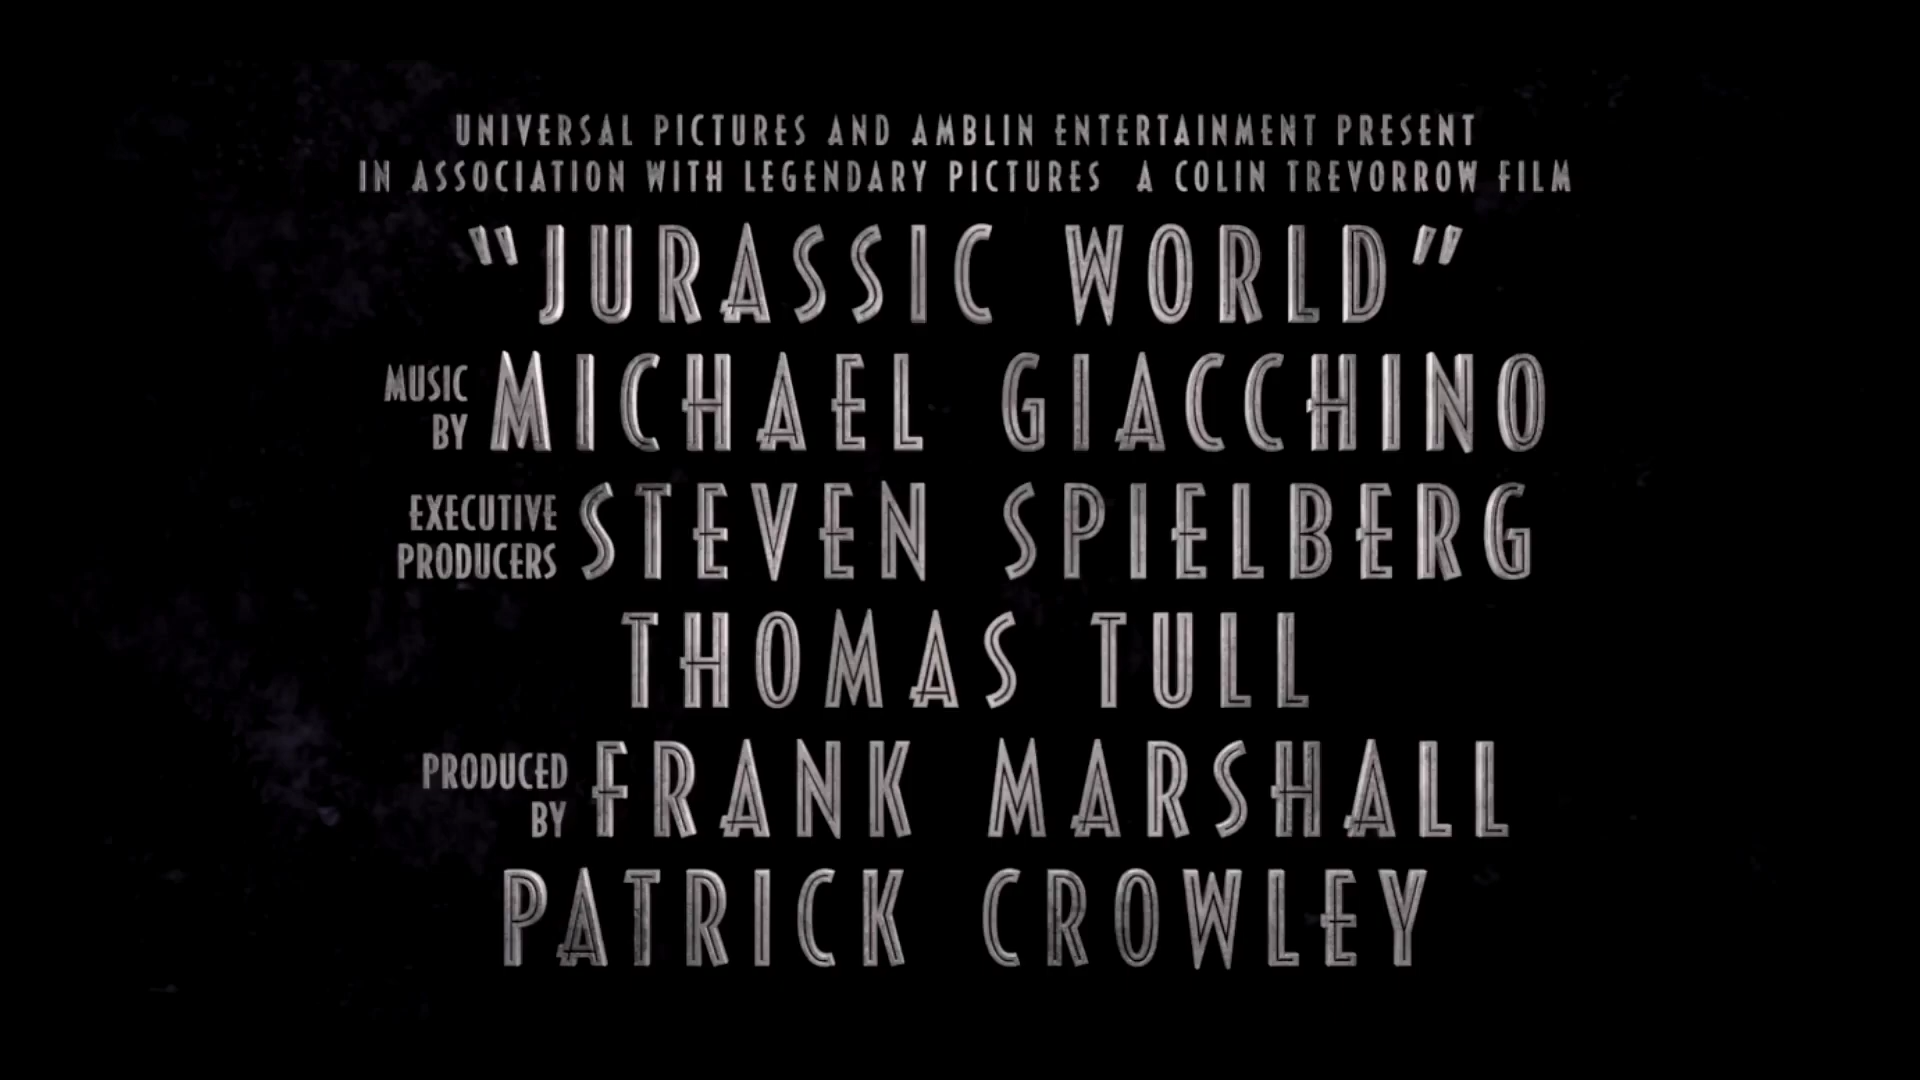 UNIVERSAL PICTURES AND AMBLIN ENTERTAINMENT PRESENT
IN ASSOCIATION WITH LEGENDARY PICTURES A COLIN TREVORROW FILM
"JURASSIC WORLD"
MUSIC BY MICHAEL GIACCHINO
EXECUTIVE PRODUCERS STEVEN SPIELBERG
THOMAS TULL
PRODUCED BY FRANK MARSHALL
PATRICK CROWLEY